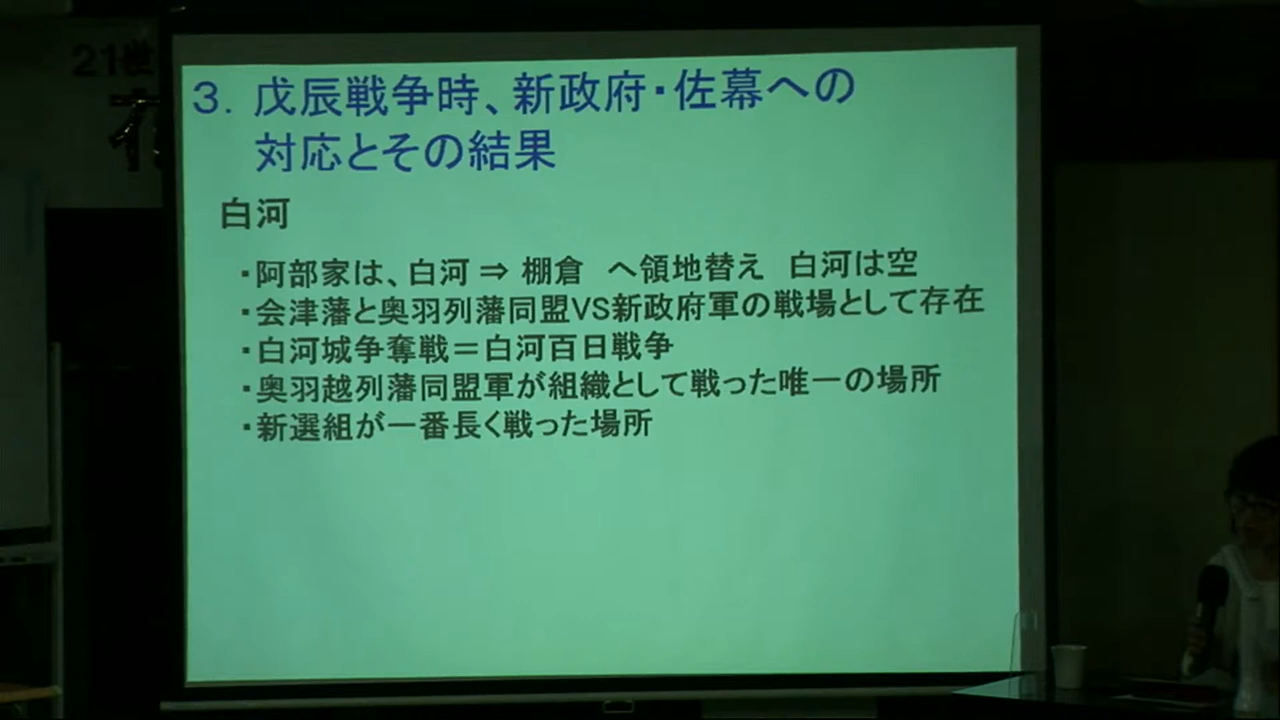 21世
３．戊辰戦争時、新政府・佐幕への
対応とその結果
白河
・阿部家は、白河 ⇒ 棚倉　へ領地替え　白河は空
・会津藩と奥羽列藩同盟VS新政府軍の戦場として存在
・白河城争奪戦＝白河百日戦争
・奥羽越列藩同盟軍が組織として戦った唯一の場所
・新選組が一番長く戦った場所